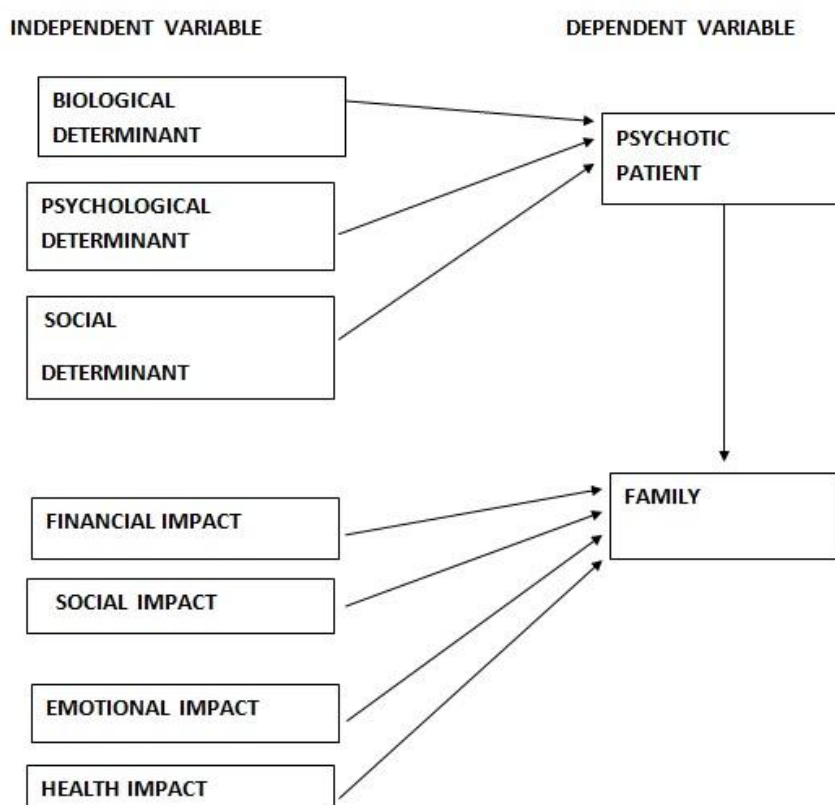 INDEPENDENT VARIABLE
DEPENDENT VARIABLE
BIOLOGICAL
DETERMINANT
PSYCHOLOGICAL
DETERMINANT
SOCIAL
DETERMINANT
PSYCHOTIC
PATIENT
FINANCIAL IMPACT
SOCIAL IMPACT
EMOTIONAL IMPACT
HEALTH IMPACT
FAMILY